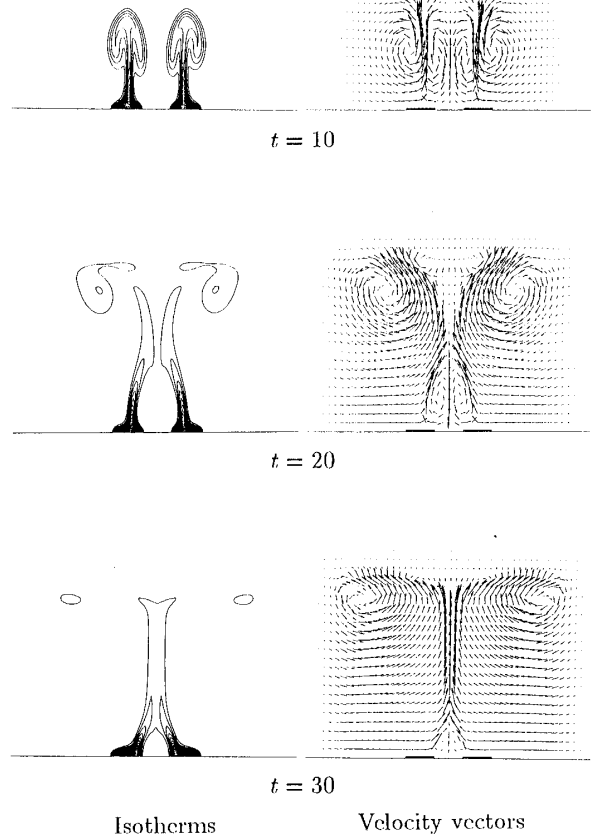 t = 10
t = 20
t = 30
Isotherms
Velocity vectors